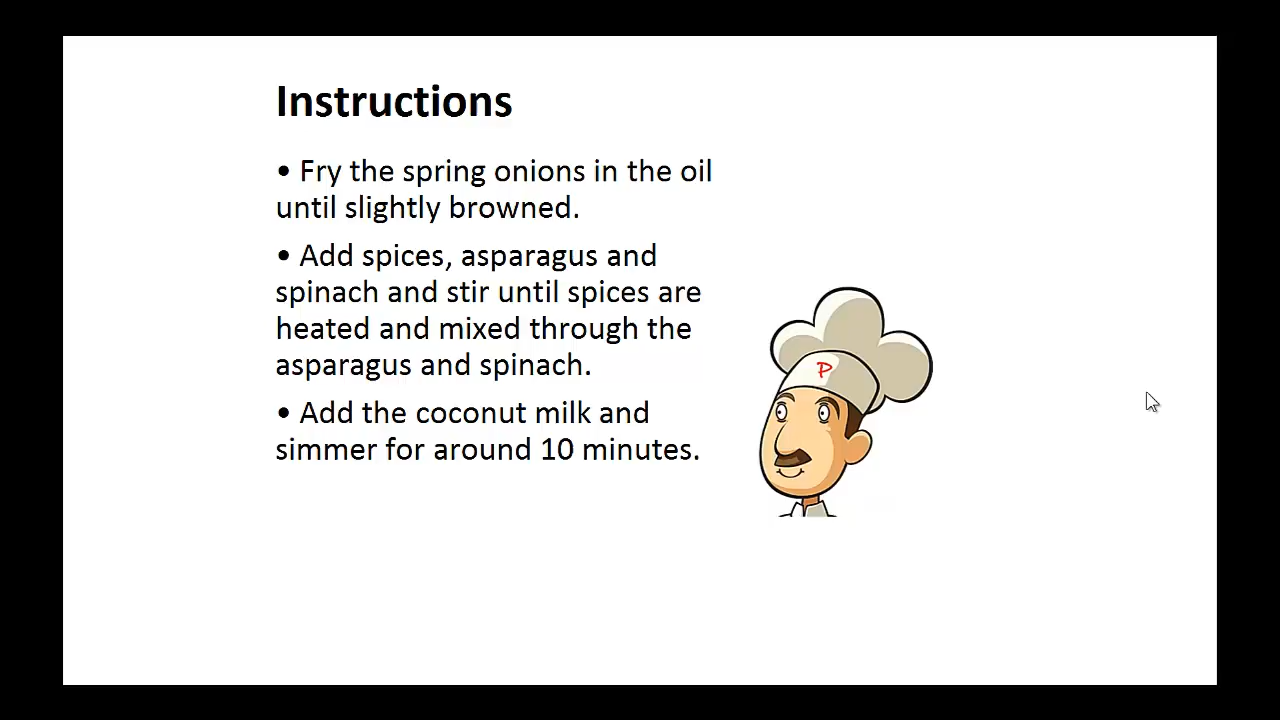 Instructions
• Fry the spring onions in the oil
until slightly browned.
• Add spices, asparagus and
spinach and stir until spices are
heated and mixed through the
asparagus and spinach.
• Add the coconut milk and
simmer for around 10 minutes.
P